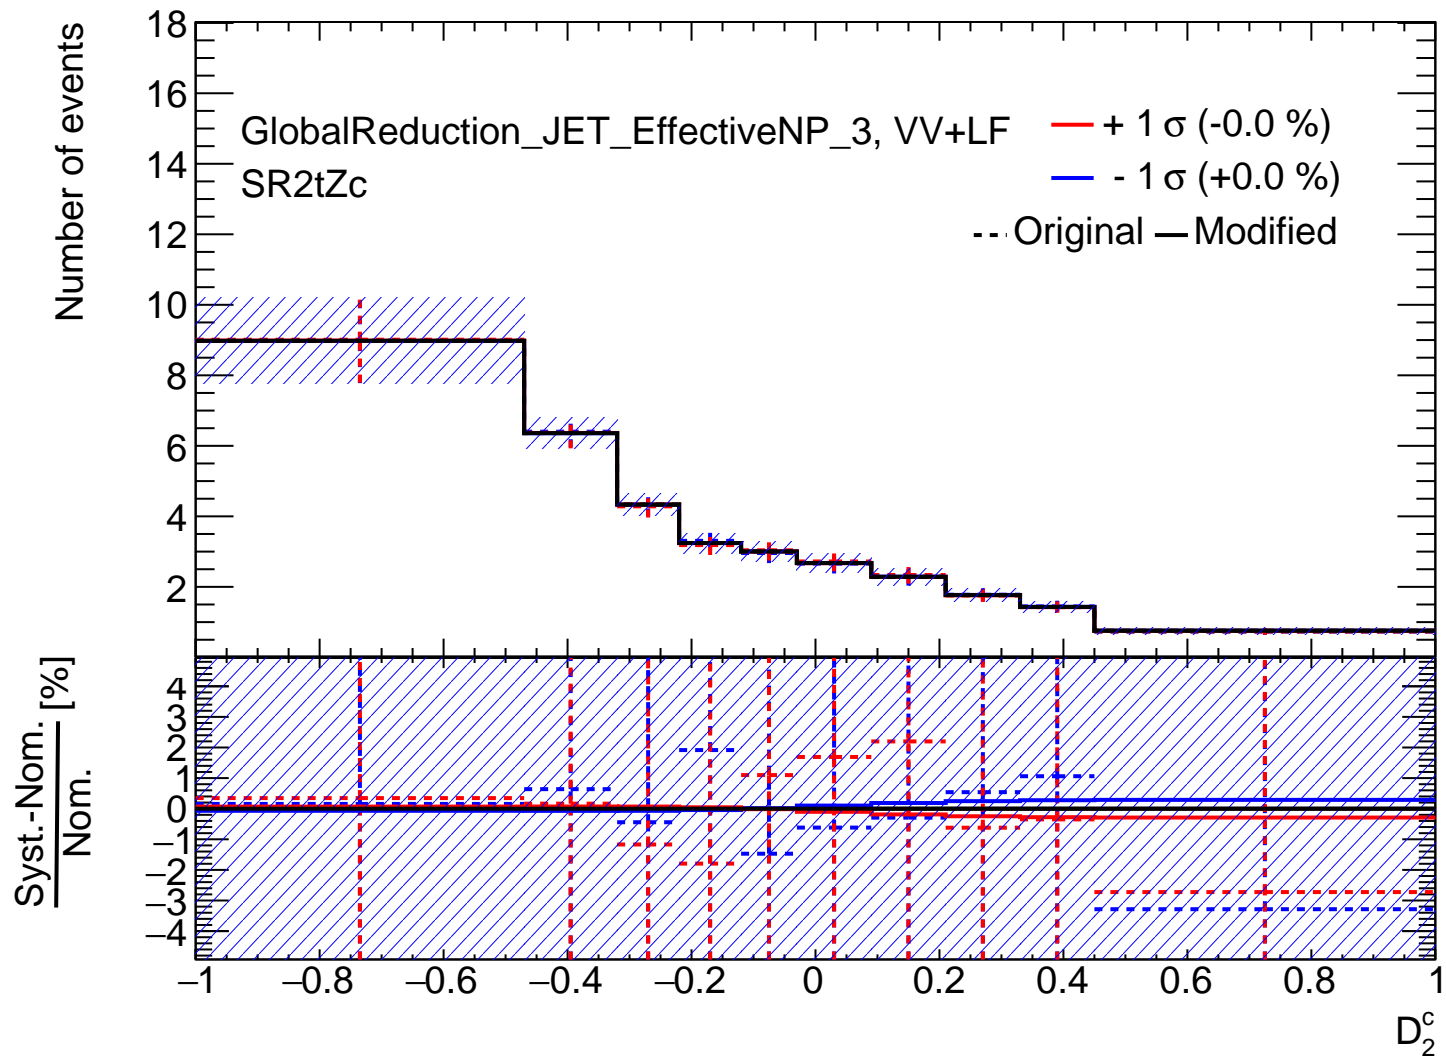 Number of events
18
16
14
12
10
8
6
4
2
GlobalReduction_JET_EffectiveNP_3, VV+LF
SR2tZc
+ 1 σ (-0.0 %)
- 1 σ (+0.0 %)
Original Modified
Syst.-Nom.
Nom.
[%]
4
3
2
1
0
−1
−2
−3
−4
−1 −0.8 −0.6 −0.4 −0.2 0 0.2 0.4 0.6 0.8 1
D₂ᶜ